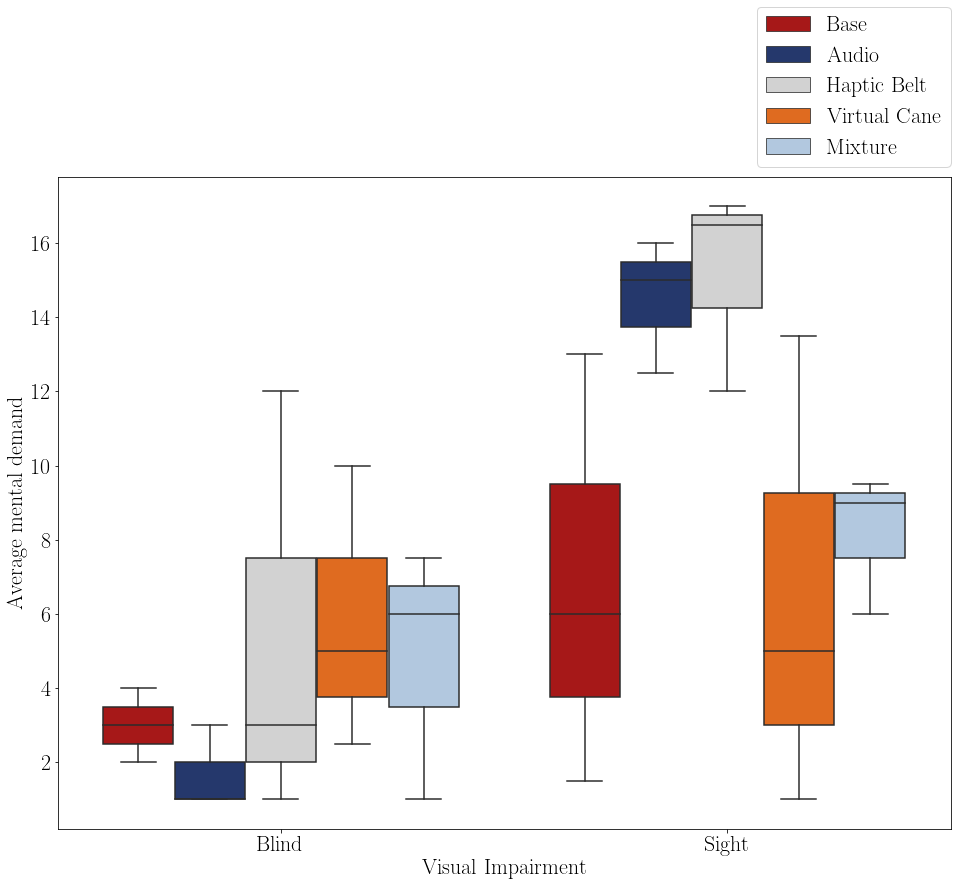 Base
Audio
Haptic Belt
Virtual Cane
Mixture
16
14
12
10
8
6
4
2
Average mental demand
Blind
Sight
Visual Impairment